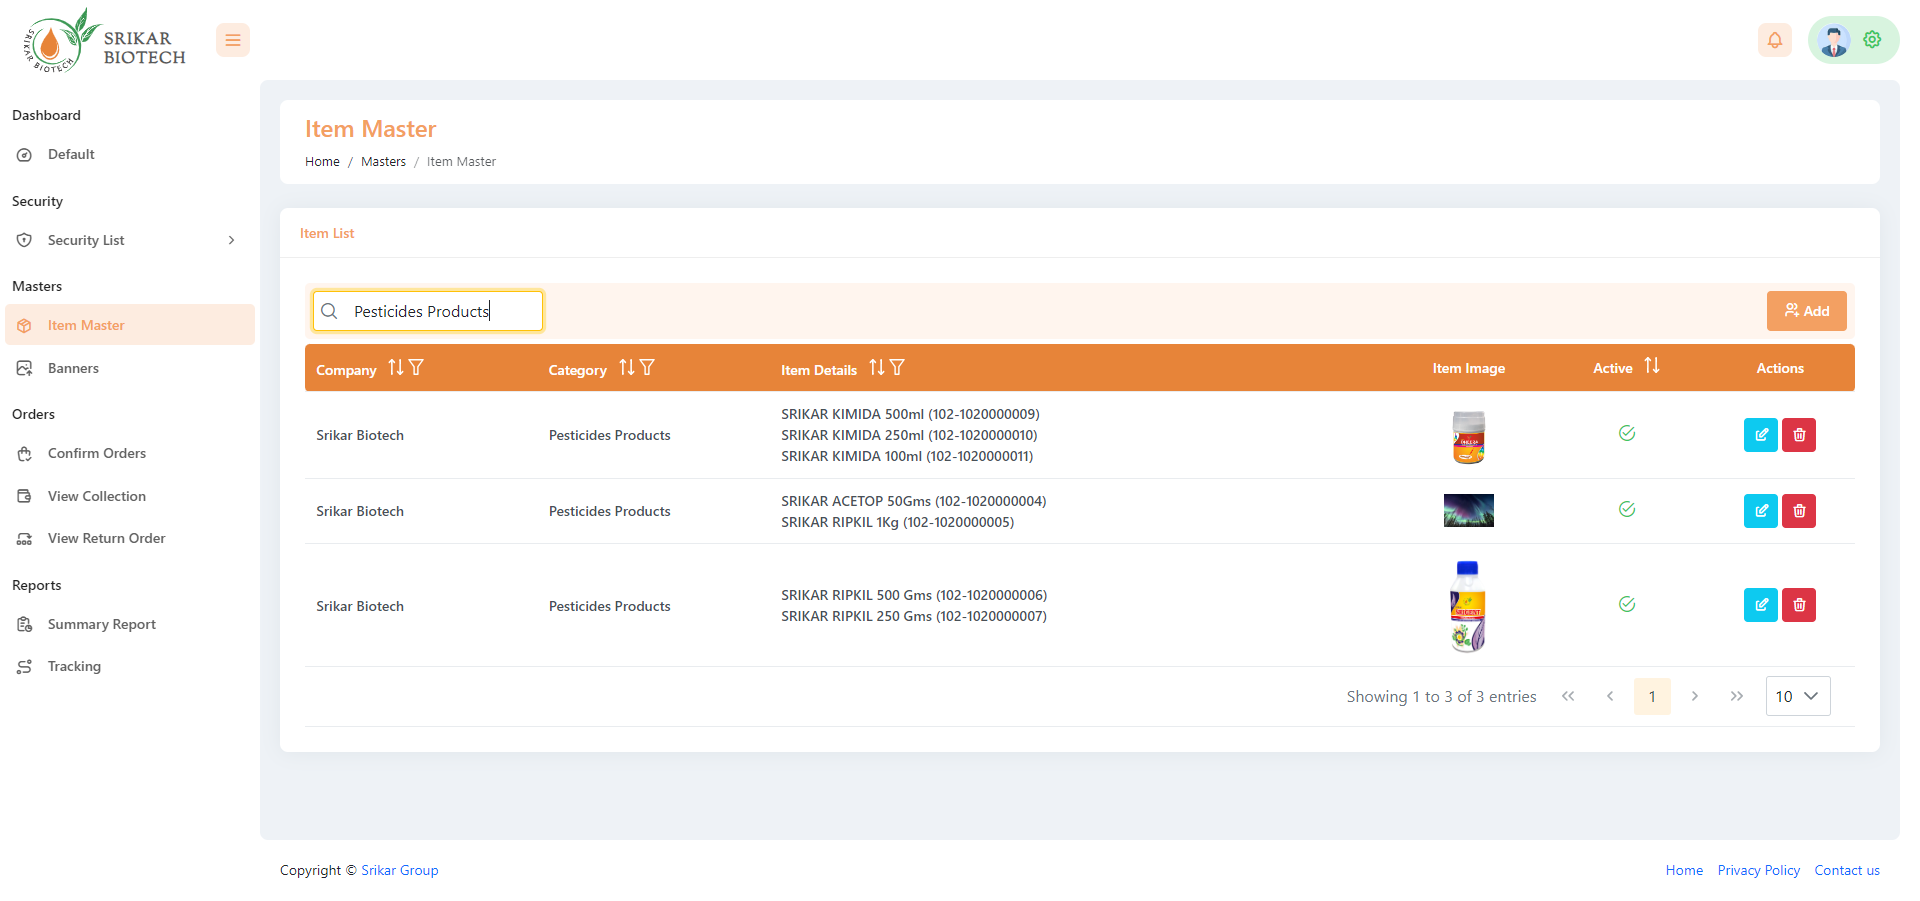 SRIKAR BIOTECH
SRIKAR
BIOTECH
Dashboard
Default
Security
Security List
Masters
Item Master
Banners
Orders
Confirm Orders
View Collection
View Return Order
Reports
Summary Report
Tracking
Item Master
Home / Masters / Item Master
Item List
Pesticides Products
Add
Company Category Item Details Item Image Active Actions
SRIKAR KIMIDA 500ml (102-1020000009)
Srikar Biotech Pesticides Products SRIKAR KIMIDA 250ml (102-1020000010)
SRIKAR KIMIDA 100ml (102-1020000011)
SRIKAR ACETOP 50Gms (102-1020000004)
Srikar Biotech Pesticides Products
SRIKAR RIPKIL 1Kg (102-1020000005)
SRIKAR RIPKIL 500 Gms (102-1020000006)
Srikar Biotech Pesticides Products
SRIKAR RIPKIL 250 Gms (102-1020000007)
Showing 1 to 3 of 3 entries << < 1 > >> 10
Copyright © Srikar Group
Home Privacy Policy Contact us